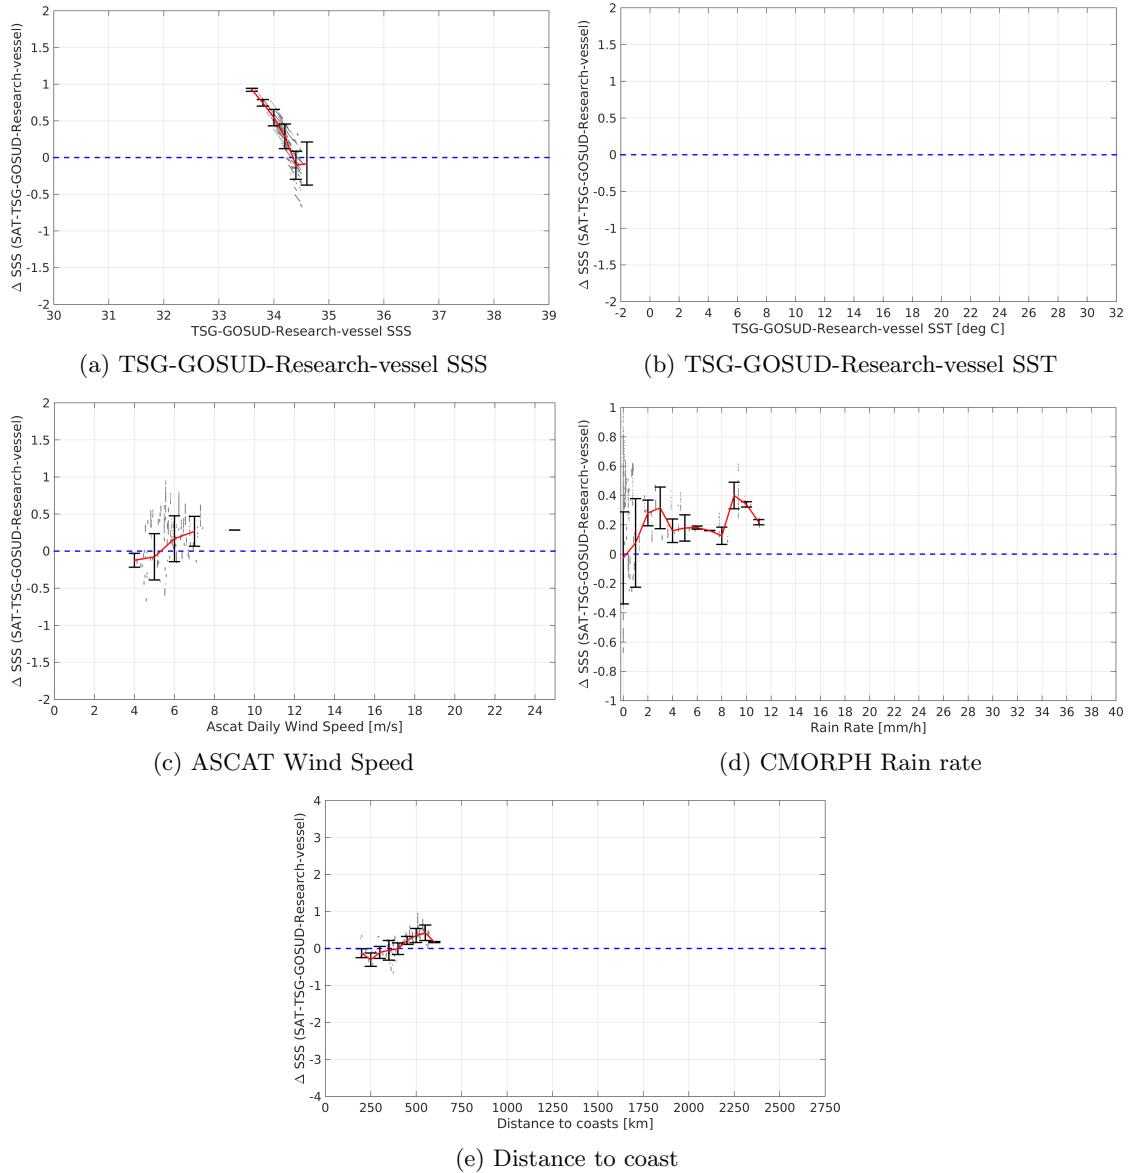 2
1.5
1
0.5
0
-0.5
-1
-1.5
-2
Δ SSS (SAT-TSG-GOSUD-Research-vessel)
30 31 32 33 34 35 36 37 38 39
TSG-GOSUD-Research-vessel SSS
(a) TSG-GOSUD-Research-vessel SSS
2
1.5
1
0.5
0
-0.5
-1
-1.5
-2
Δ SSS (SAT-TSG-GOSUD-Research-vessel)
-2 0 2 4 6 8 10 12 14 16 18 20 22 24 26 28 30 32
TSG-GOSUD-Research-vessel SST [deg C]
(b) TSG-GOSUD-Research-vessel SST
2
1.5
1
0.5
0
-0.5
-1
-1.5
-2
Δ SSS (SAT-TSG-GOSUD-Research-vessel)
0 2 4 6 8 10 12 14 16 18 20 22 24
Ascat Daily Wind Speed [m/s]
(c) ASCAT Wind Speed
1
0.8
0.6
0.4
0.2
0
-0.2
-0.4
-0.6
-0.8
-1
Δ SSS (SAT-TSG-GOSUD-Research-vessel)
0 2 4 6 8 10 12 14 16 18 20 22 24 26 28 30 32 34 36 38 40
Rain Rate [mm/h]
(d) CMORPH Rain rate
4
3
2
1
0
-1
-2
-3
-4
Δ SSS (SAT-TSG-GOSUD-Research-vessel)
0 250 500 750 1000 1250 1500 1750 2000 2250 2500 2750
Distance to coasts [km]
(e) Distance to coast